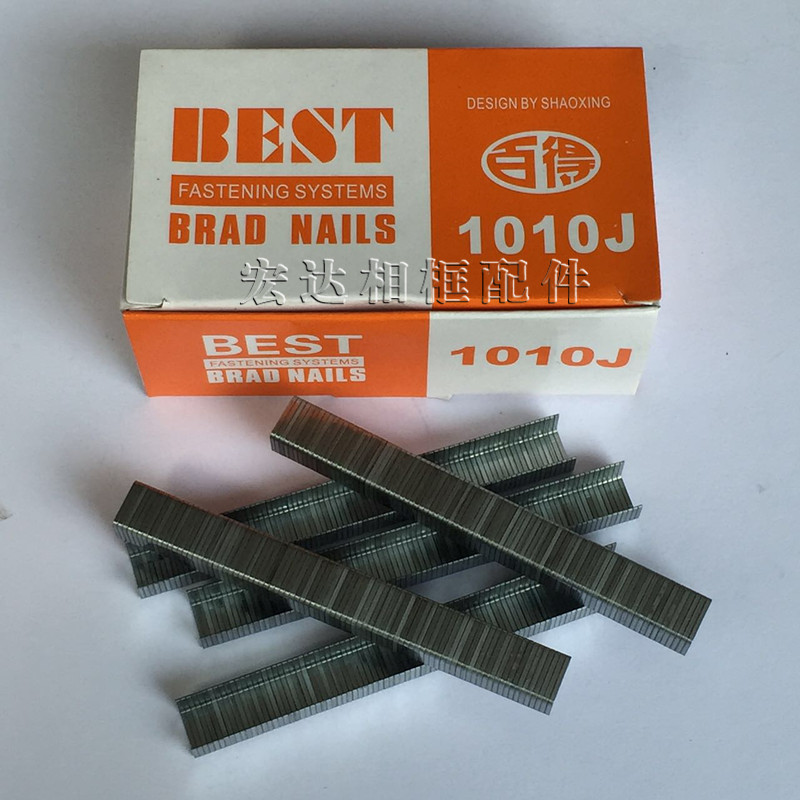 BEST
FASTENING SYSTEMS
BRAD NAILS
DESIGN BY SHAOXING
百得
1010J
宏达相框配件
BEST
FASTENING SYSTEMS
BRAD NAILS
1010J